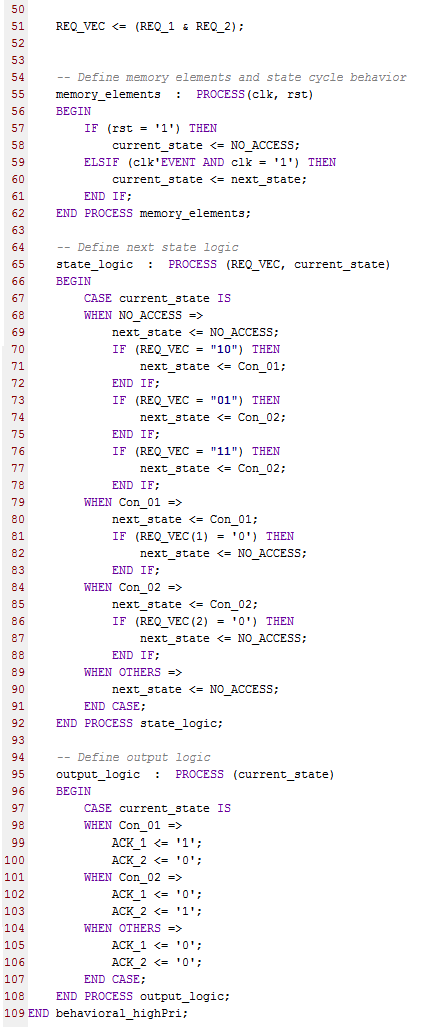 50
51 REQ_VEC <= (REQ_1 & REQ_2);
52
53
54 -- Define memory elements and state cycle behavior
55 memory_elements : PROCESS(clk, rst)
56 BEGIN
57 IF (rst = '1') THEN
58 current_state <= NO_ACCESS;
59 ELSIF (clk'EVENT AND clk = '1') THEN
60 current_state <= next_state;
61 END IF;
62 END PROCESS memory_elements;
63
64 -- Define next state logic
65 state_logic : PROCESS (REQ_VEC, current_state)
66 BEGIN
67 CASE current_state IS
68 WHEN NO_ACCESS =>
69 next_state <= NO_ACCESS;
70 IF (REQ_VEC = "10") THEN
71 next_state <= Con_01;
72 END IF;
73 IF (REQ_VEC = "01") THEN
74 next_state <= Con_02;
75 END IF;
76 IF (REQ_VEC = "11") THEN
77 next_state <= Con_02;
78 END IF;
79 WHEN Con_01 =>
80 next_state <= Con_01;
81 IF (REQ_VEC(1) = '0') THEN
82 next_state <= NO_ACCESS;
83 END IF;
84 WHEN Con_02 =>
85 next_state <= Con_02;
86 IF (REQ_VEC(2) = '0') THEN
87 next_state <= NO_ACCESS;
88 END IF;
89 WHEN OTHERS =>
90 next_state <= NO_ACCESS;
91 END CASE;
92 END PROCESS state_logic;
93
94 -- Define output logic
95 output_logic : PROCESS (current_state)
96 BEGIN
97 CASE current_state IS
98 WHEN Con_01 =>
99 ACK_1 <= '1';
100 ACK_2 <= '0';
101 WHEN Con_02 =>
102 ACK_1 <= '0';
103 ACK_2 <= '1';
104 WHEN OTHERS =>
105 ACK_1 <= '0';
106 ACK_2 <= '0';
107 END CASE;
108 END PROCESS output_logic;
109 END behavioral_highPri;